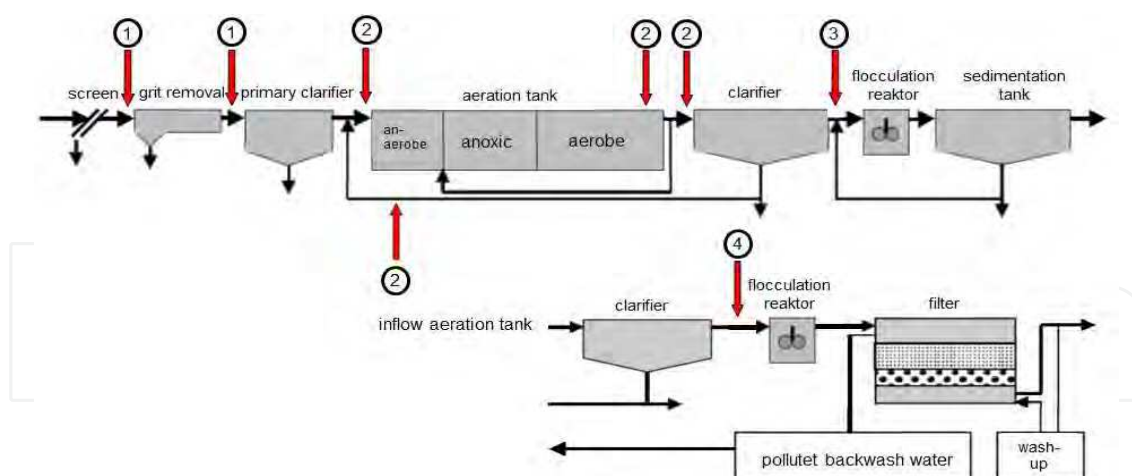 1
1
2
2
2
3
screen
grit removal
primary clarifier
aeration tank
clarifier
flocculation
reaktor
sedimentation
tank
an-
aerobe
anoxic
aerobe
2
4
inflow aeration tank
clarifier
flocculation
reaktor
filter
pollutet backwash water
wash-
up